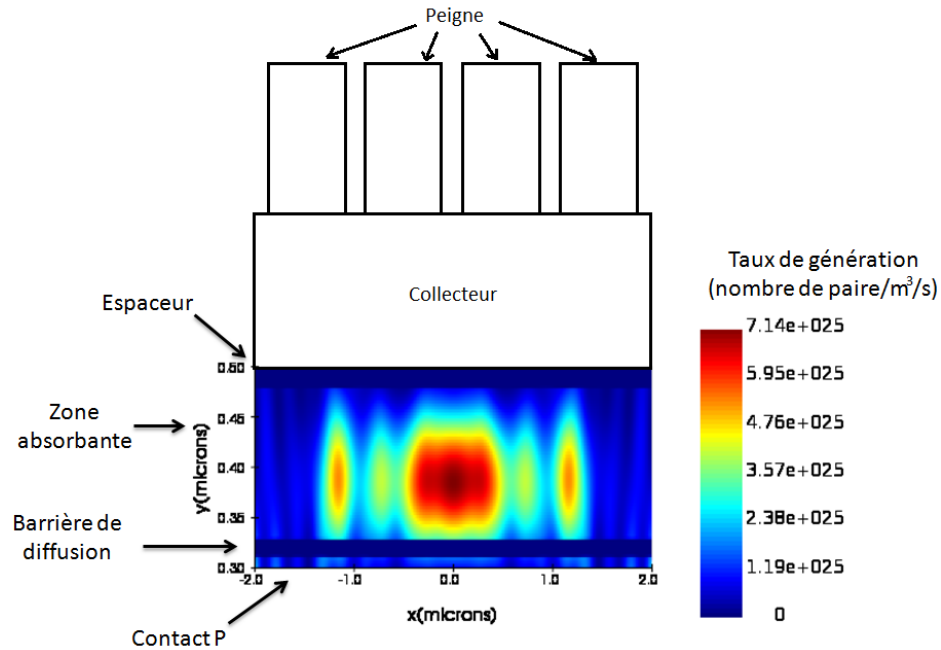 Peigne
Collecteur
Espaceur
Zone
absorbante
Barrière de
diffusion
Contact P
y(microns)
0.50
0.45
0.40
0.35
0.30
-2.0
-1.0
0.0
1.0
2.0
x(microns)
Taux de génération
(nombre de paire/m³/s)
7.14e+025
5.95e+025
4.76e+025
3.57e+025
2.38e+025
1.19e+025
0